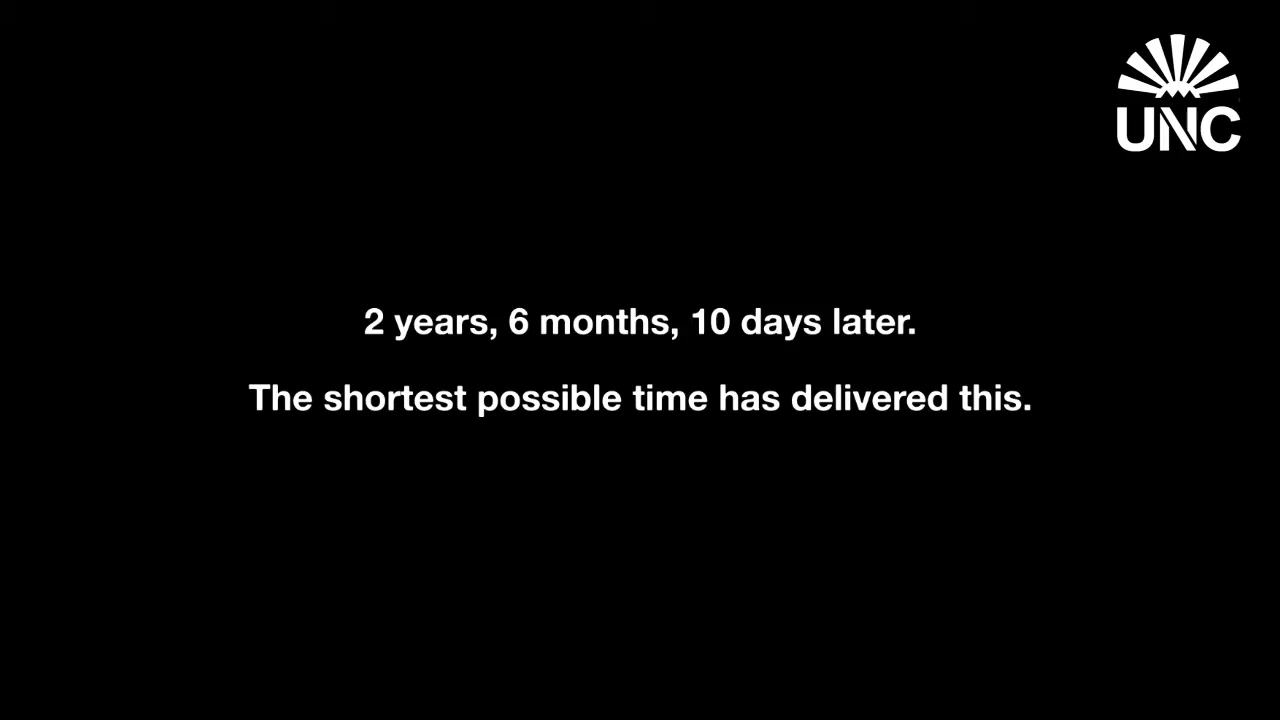 UNC
2 years, 6 months, 10 days later.
The shortest possible time has delivered this.